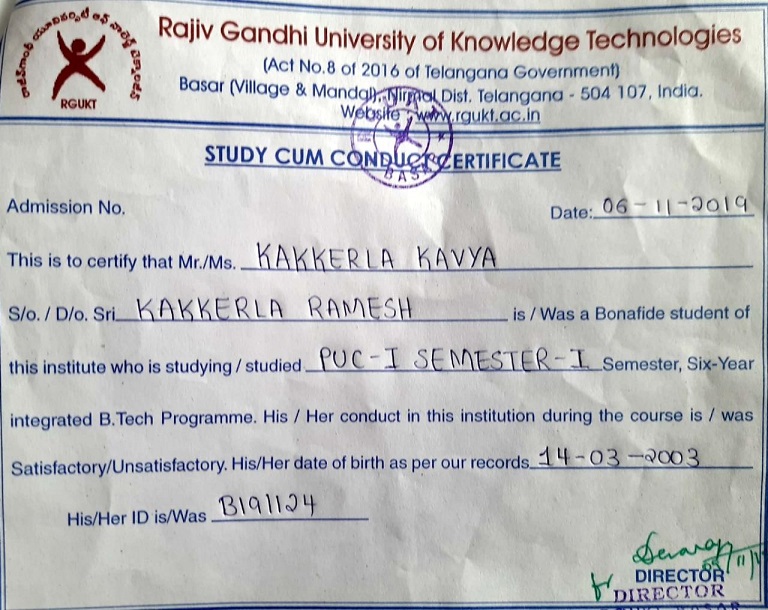 Rajiv Gandhi University of Knowledge Technologies
(Act No.8 of 2016 of Telangana Government)
Basar (Village & Mandal), Nirmal Dist. Telangana - 504 107, India.
Website : www.rgukt.ac.in
RGUKT
BASAR
STUDY CUM CONDUCT CERTIFICATE
Admission No.
Date: 06-11-2019
This is to certify that Mr./Ms. KAKKERLA KAVYA
S/o. / D/o. Sri KAKKERLA RAMESH is / Was a Bonafide student of
this institute who is studying / studied PUC-I SEMESTER-I Semester, Six-Year
integrated B.Tech Programme. His / Her conduct in this institution during the course is / was
Satisfactory/Unsatisfactory. His/Her date of birth as per our records 14-03-2003
His/Her ID is/Was B191124
DIRECTOR
DIRECTOR